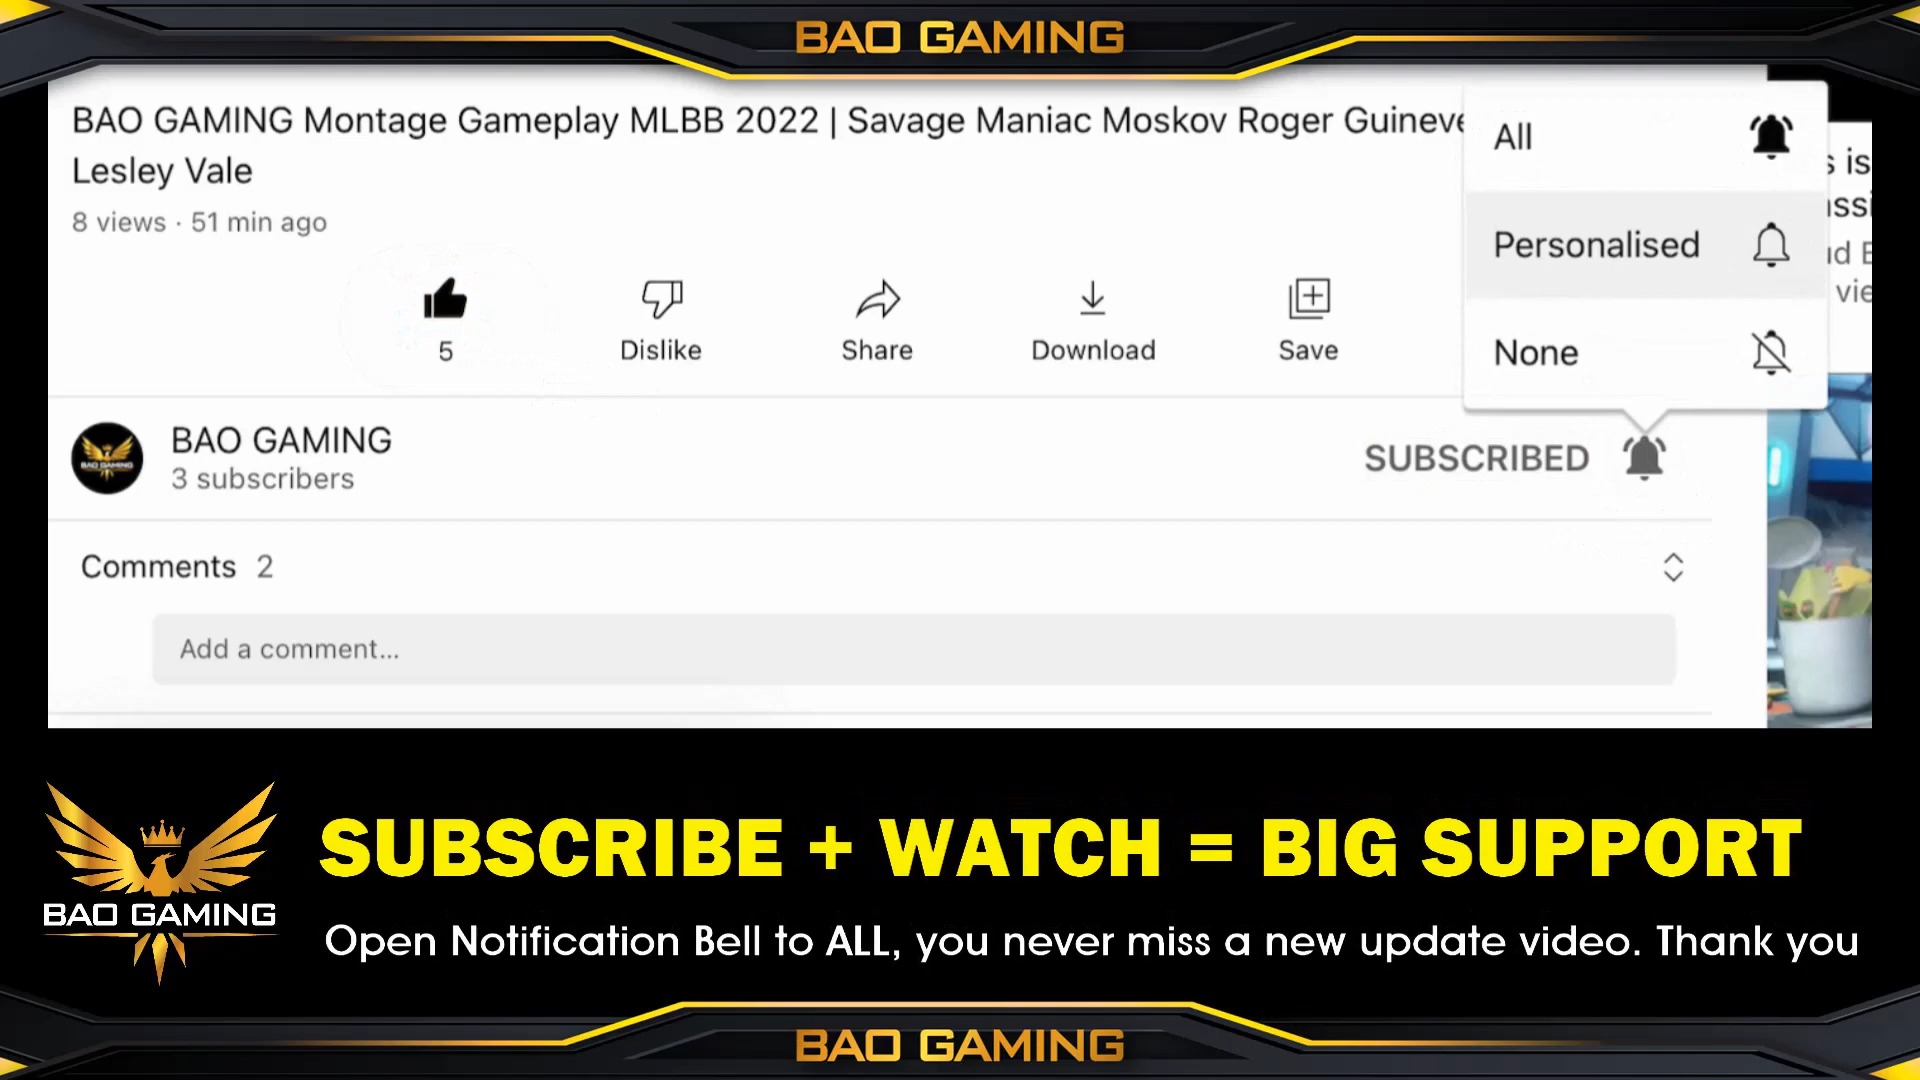 BAO GAMING
BAO GAMING Montage Gameplay MLBB 2022 | Savage Maniac Moskov Roger
Lesley Vale
8 views · 51 min ago
All
Personalised
None
is
5
Dislike
Share
Download
Save
BAO GAMING
3 subscribers
SUBSCRIBED
BAO GAMING
Comments 2
Add a comment...
SUBSCRIBE + WATCH = BIG SUPPORT
BAO GAMING
Open Notification Bell to ALL, you never miss a new update video. Thank you
BAO GAMING